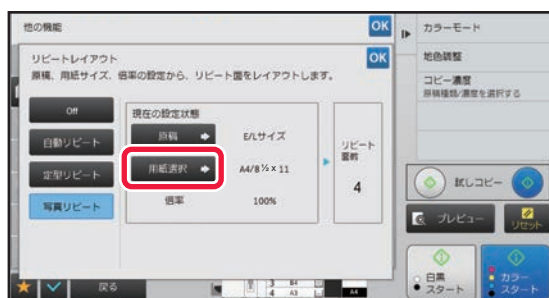 他の機能
OK
リピートレイアウト
OK
原稿、用紙サイズ、倍率の設定から、リピート面をレイアウトします。
Off
自動リピート
定型リピート
写真リピート
現在の設定状態
原稿
E/Lサイズ
用紙選択
A4/8½x11
倍率
100%
リピート
面数
4
戻る
3 B4
4 A3
A4
カラーモード
地色調整
コピー濃度
原稿種類/濃度を選択する
試しコピー
プレビュー
リセット
白黒
スタート
カラー
スタート